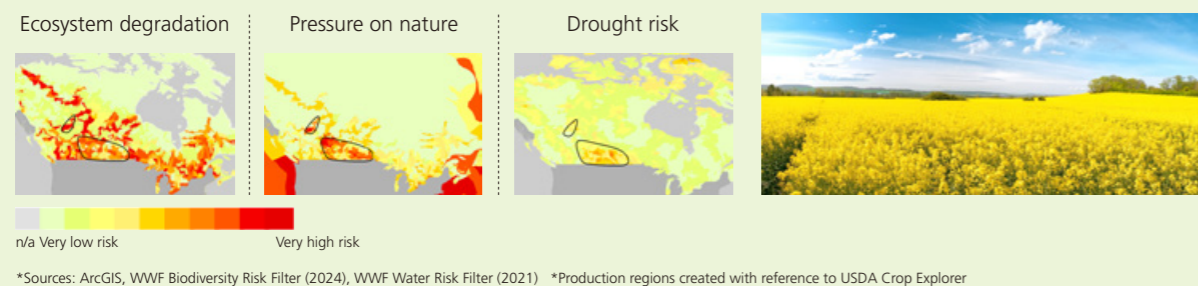 Ecosystem degradation
Pressure on nature
Drought risk
n/a Very low risk
Very high risk
*Sources: ArcGIS, WWF Biodiversity Risk Filter (2024), WWF Water Risk Filter (2021) *Production regions created with reference to USDA Crop Explorer